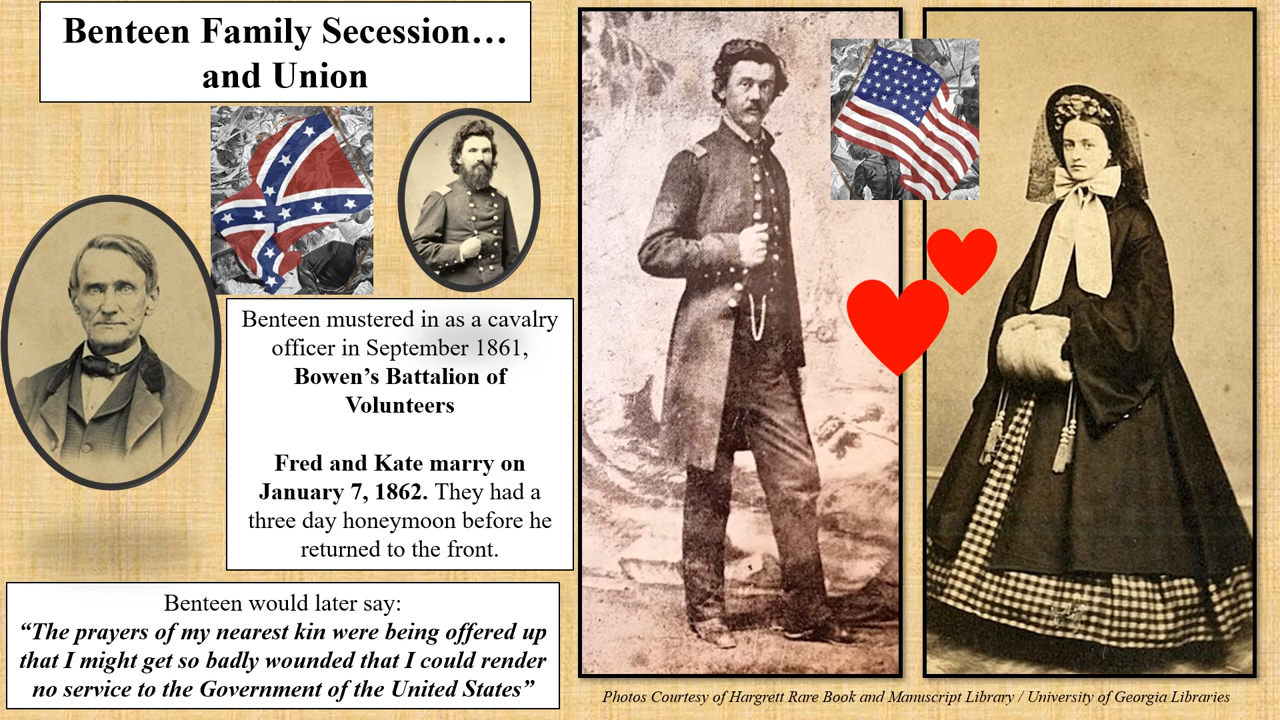 Benteen Family Secession…
and Union
Benteen mustered in as a cavalry
officer in September 1861,
Bowen’s Battalion of
Volunteers
Fred and Kate marry on
January 7, 1862. They had a
three day honeymoon before he
returned to the front.
Benteen would later say:
“The prayers of my nearest kin were being offered up
that I might get so badly wounded that I could render
no service to the Government of the United States”
Photos Courtesy of Hargrett Rare Book and Manuscript Library / University of Georgia Libraries